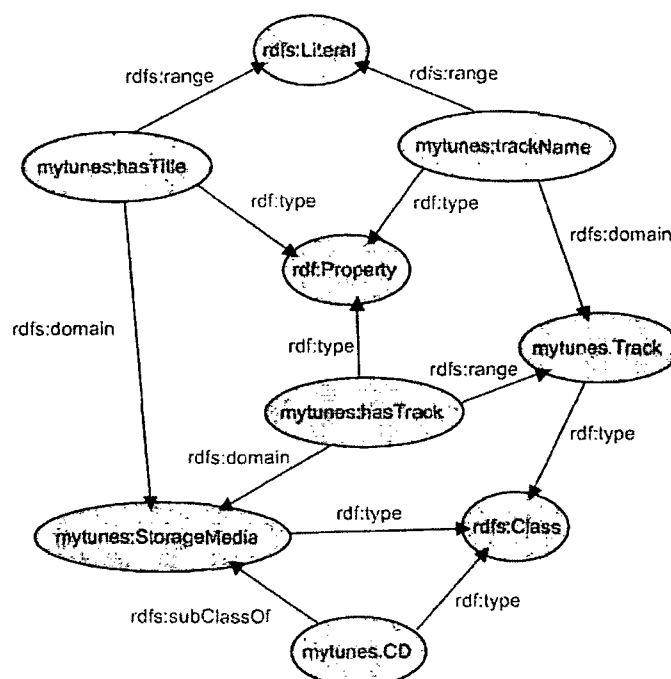 rdfs:Literal
rdfs:range
rdfs:range
mytunes:hasTitle
mytunes:trackName
rdf:type
rdf:type
rdfs:domain
rdf:Property
rdfs:domain
rdf:type
rdfs:range
mytunes.Track
mytunes:hasTrack
rdf:type
rdfs:domain
mytunes:StorageMedia
rdf:type
rdfs:Class
rdfs:subClassOf
rdf:type
mytunes.CD